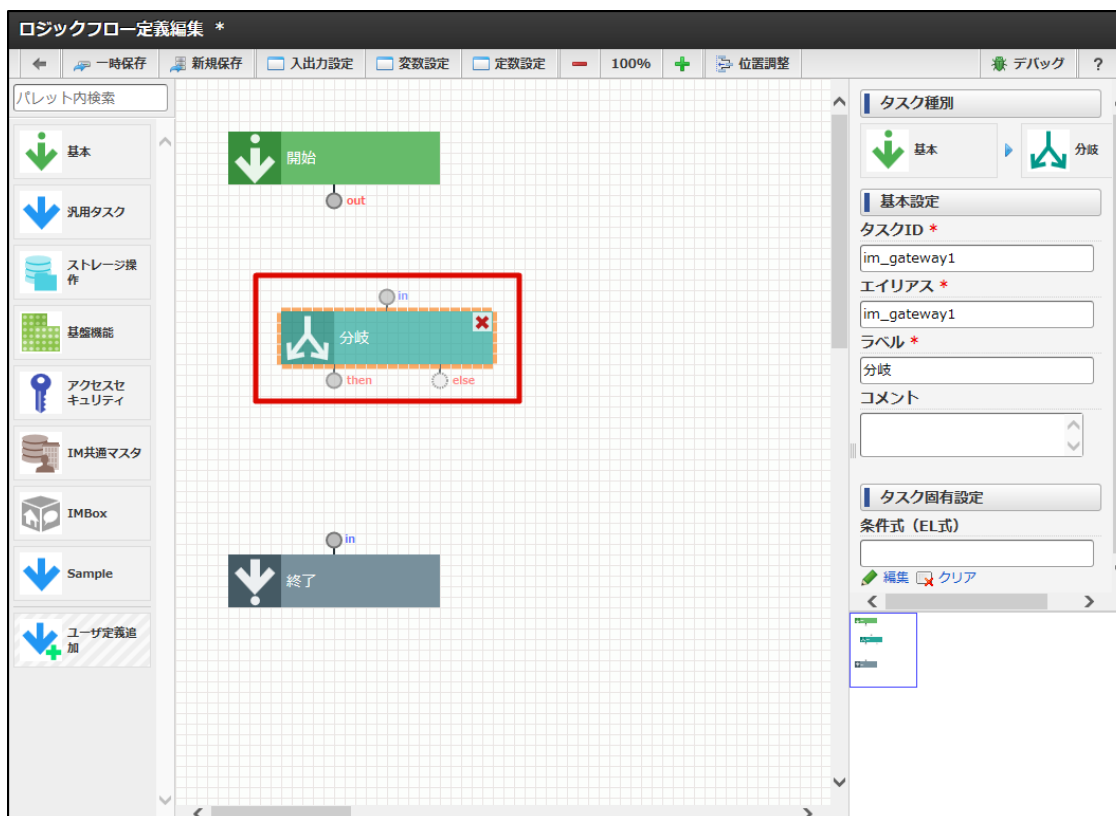 ロジックフロー定義編集 *
一時保存 新規保存 入出力設定 変数設定 定数設定 100% 位置調整 デバッグ ?
パレット内検索
基本
汎用タスク
ストレージ操
作
基盤機能
アクセスセ
キュリティ
IM共通マスタ
IMBox
Sample
ユーザ定義追
加
開始
out
in
分岐
then else
in
終了
タスク種別
基本 分岐
基本設定
タスクID *
im_gateway1
エイリアス *
im_gateway1
ラベル *
分岐
コメント
タスク固有設定
条件式（EL式）
編集 クリア